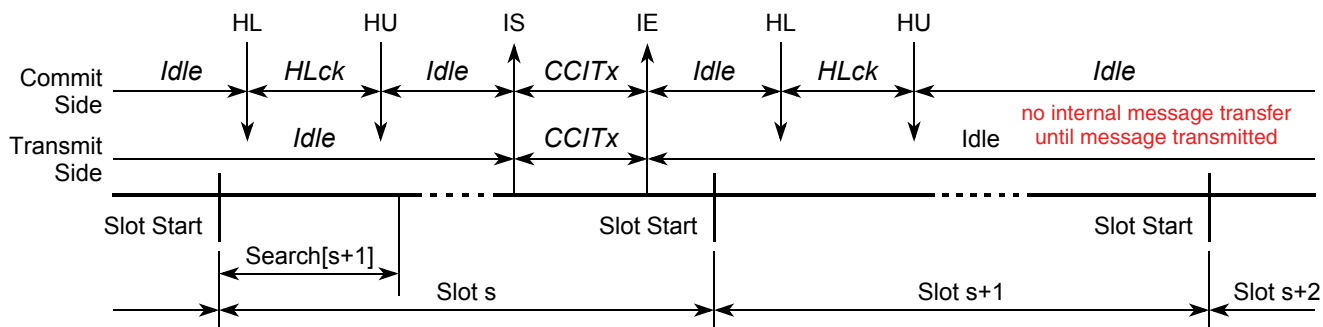 HL HU IS IE HL HU
Commit Side Idle HLck Idle CCITx Idle HLck Idle
no internal message transfer until message transmitted
Transmit Side Idle CCITx Idle
Slot Start Slot Start Slot Start
Search[s+1]
Slot s Slot s+1 Slot s+2